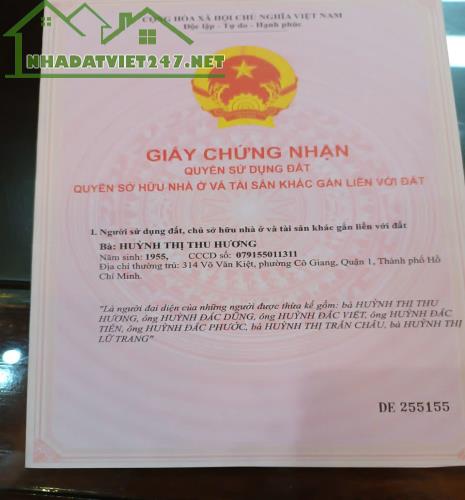 CỘNG HÒA XÃ HỘI CHỦ NGHĨA VIỆT NAM
Độc lập - Tự do - Hạnh phúc
NHADATVIET247.NET
GIẤY CHỨNG NHẬN
QUYỀN SỬ DỤNG ĐẤT
QUYỀN SỞ HỮU NHÀ Ở VÀ TÀI SẢN KHÁC GẮN LIỀN VỚI ĐẤT
I. Người sử dụng đất, chủ sở hữu nhà ở và tài sản khác gắn liền với đất
Bà: HUỲNH THỊ THU HƯƠNG
Năm sinh: 1955, CCCD số: 079155011311
Địa chỉ thường trú: 314 Võ Văn Kiệt, phường Cô Giang, Quận 1, Thành phố Hồ
Chí Minh.
"Là người đại diện của những người được thừa kế gồm: bà HUỲNH THỊ THU
HƯƠNG, ông HUỲNH ĐẮC DŨNG, ông HUỲNH ĐẮC VIỆT, ông HUỲNH ĐẮC
TIẾN, ông HUỲNH ĐẮC PHƯỚC, bà HUỲNH THỊ TRÂN CHÂU, bà HUỲNH THỊ
LỮ TRANG"
DE 255155